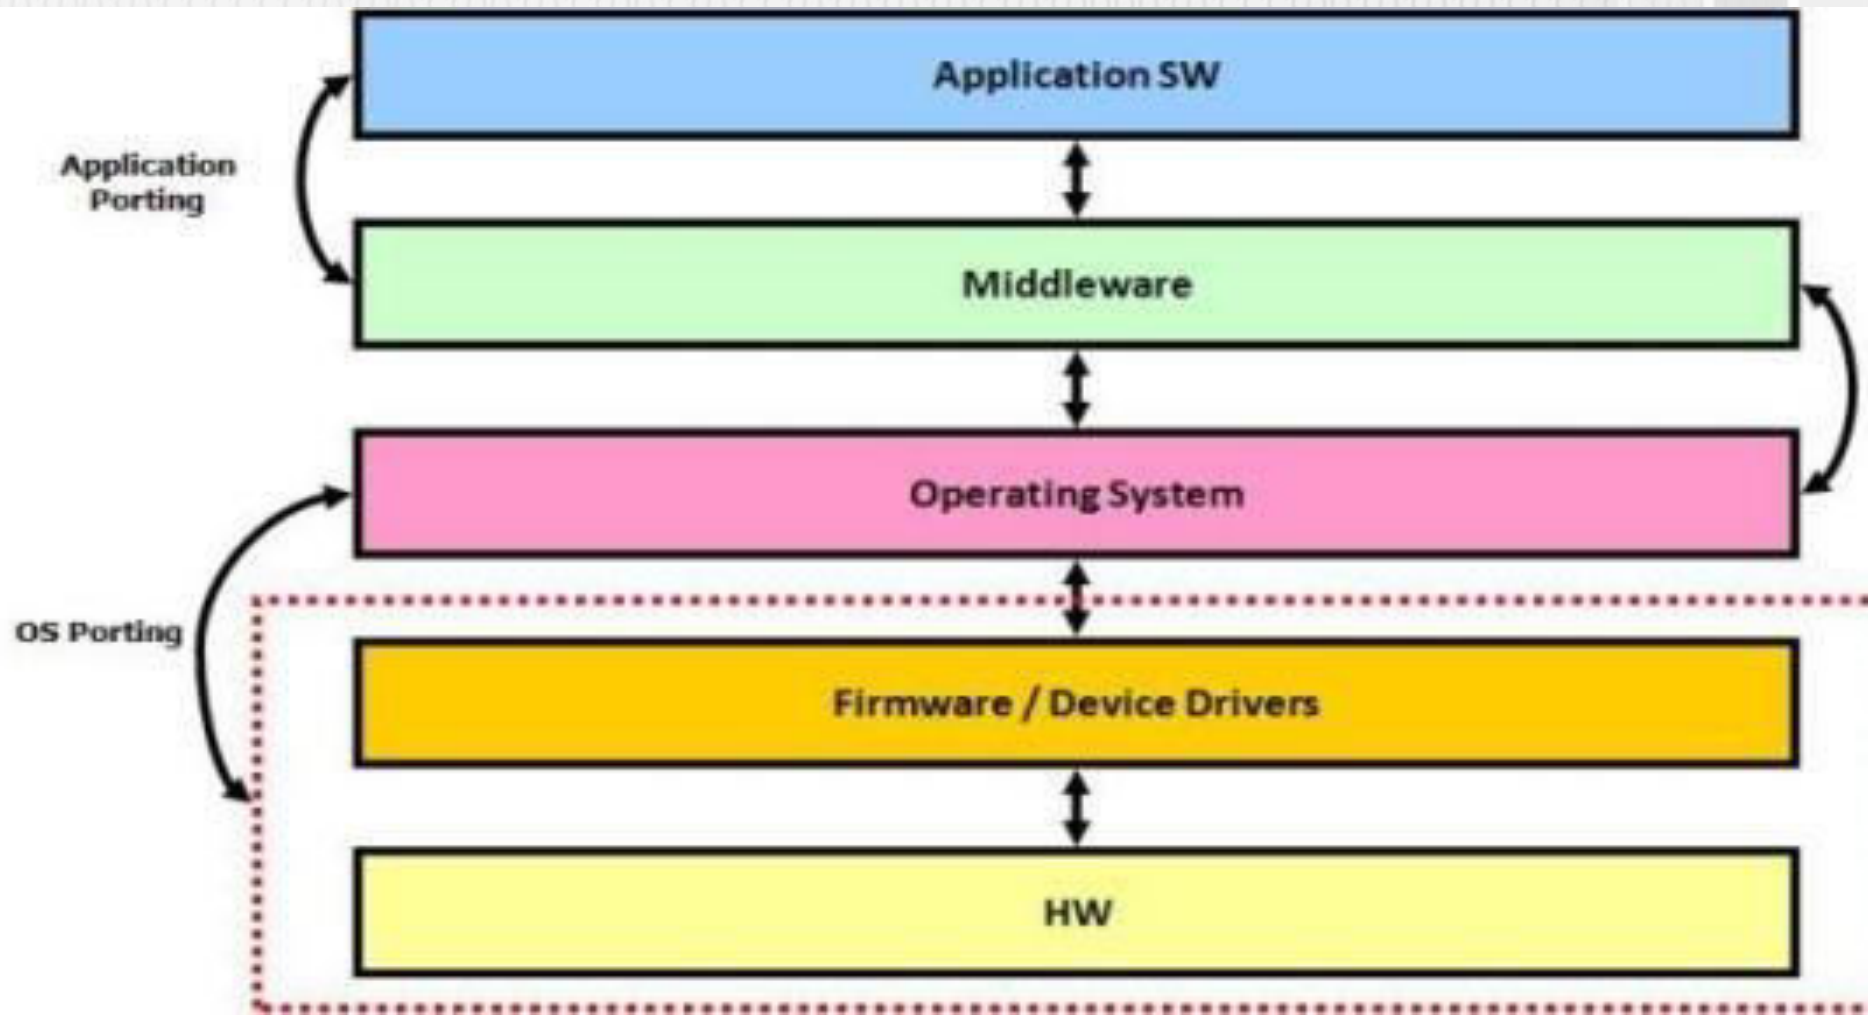 Application SW
Application
Porting
Middleware
Operating System
OS Porting
Firmware / Device Drivers
HW